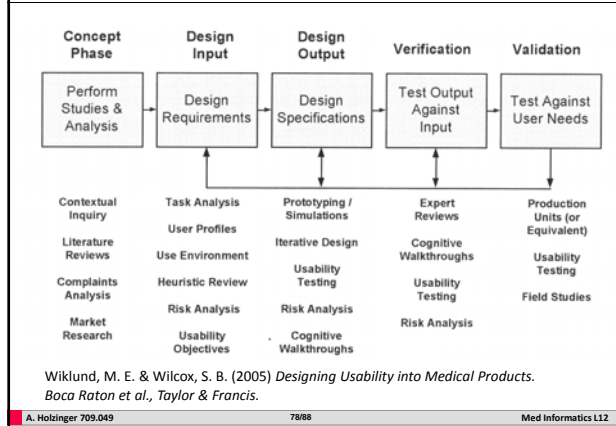 Concept Phase
Design Input
Design Output
Verification
Validation
Perform Studies & Analysis
Design Requirements
Design Specifications
Test Output Against Input
Test Against User Needs
Contextual Inquiry
Literature Reviews
Complaints Analysis
Market Research
Task Analysis
User Profiles
Use Environment
Heuristic Review
Risk Analysis
Usability Objectives
Prototyping / Simulations
Iterative Design
Usability Testing
Risk Analysis
Cognitive Walkthroughs
Expert Reviews
Cognitive Walkthroughs
Usability Testing
Risk Analysis
Production Units (or Equivalent)
Usability Testing
Field Studies
Wiklund, M. E. & Wilcox, S. B. (2005) Designing Usability into Medical Products.
Boca Raton et al., Taylor & Francis.
A. Holzinger 709.049
78/88
Med Informatics L12